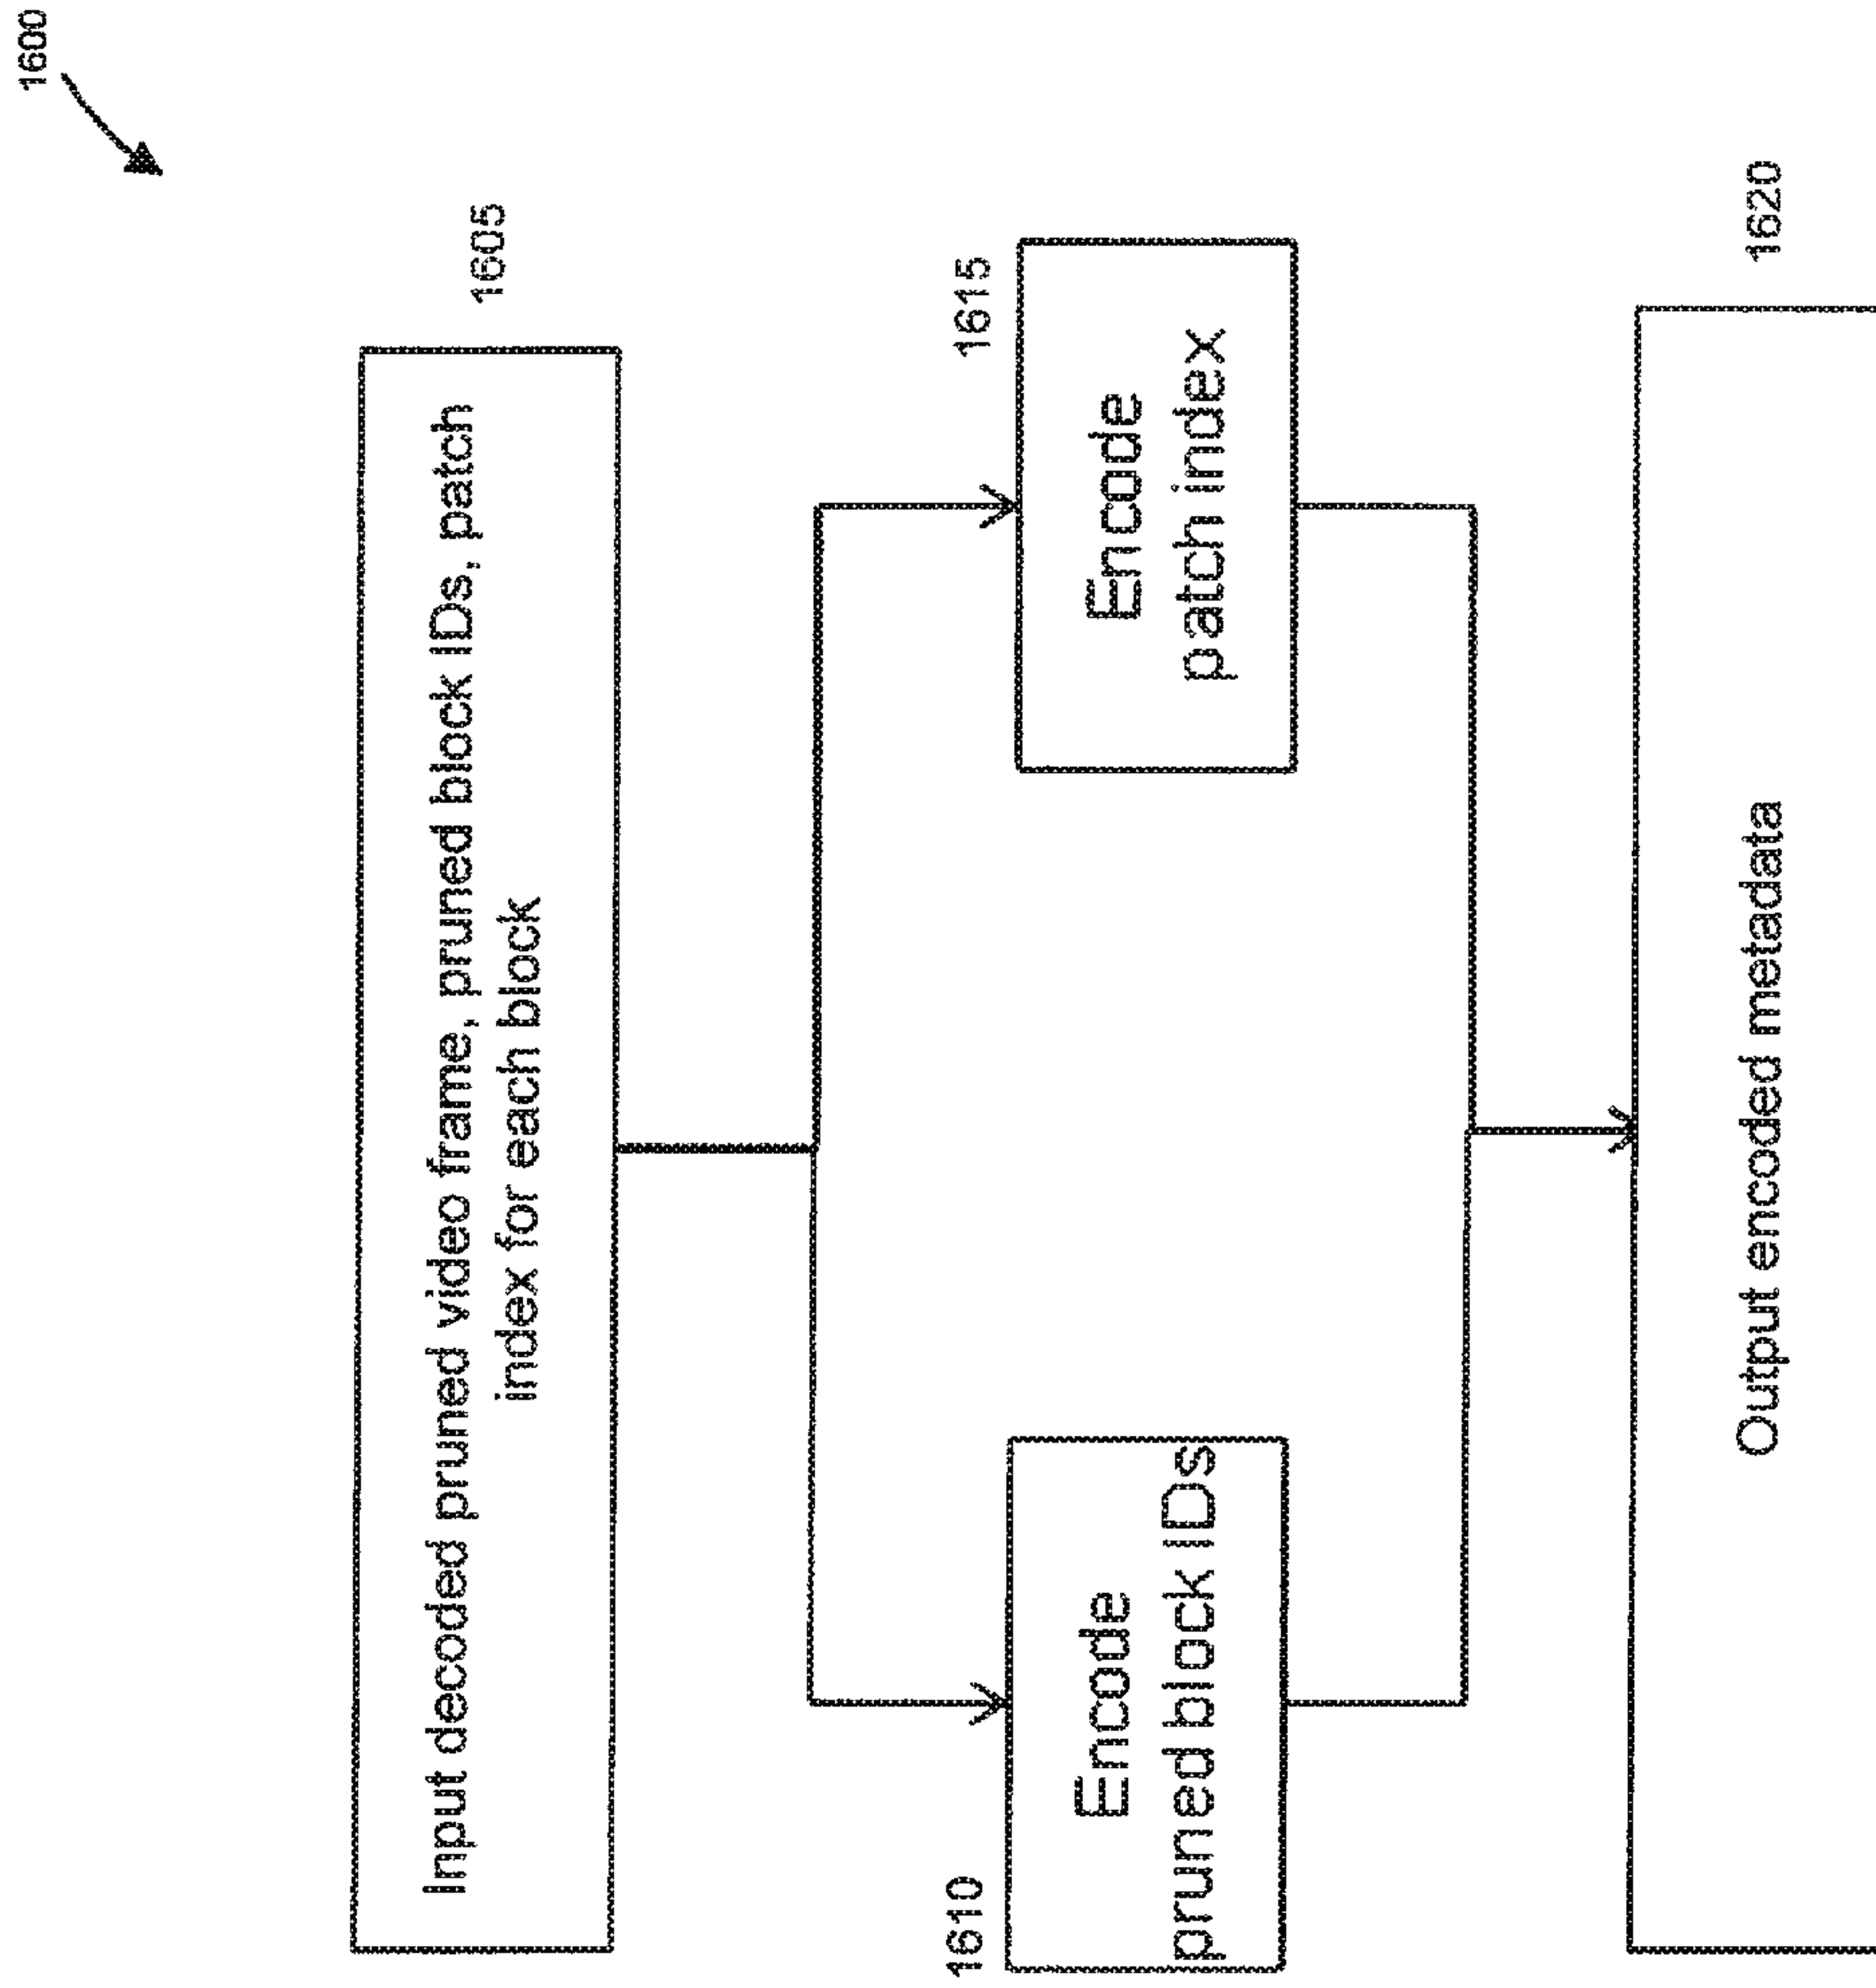 1600
Input decoded pruned video frame, pruned block IDs, patch
index for each block
1605
1610
Encode
pruned block IDs
1615
Encode
patch index
Output encoded metadata
1620